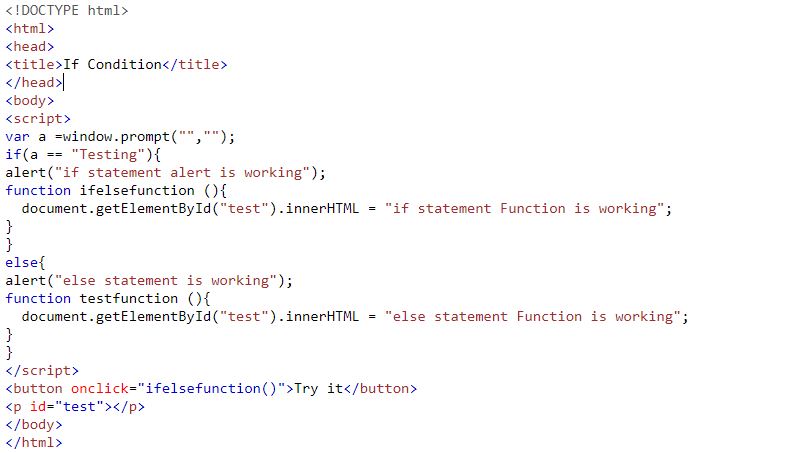 <!DOCTYPE html>
<html>
<head>
<title>If Condition</title>
</head>
<body>
<script>
var a =window.prompt("","");
if(a == "Testing"){
alert("if statement alert is working");
function ifelsefunction (){
  document.getElementById("test").innerHTML = "if statement Function is working";
}
}
else{
alert("else statement is working");
function testfunction (){
  document.getElementById("test").innerHTML = "else statement Function is working";
}
}
</script>
<button onclick="ifelsefunction()">Try it</button>
<p id="test"></p>
</body>
</html>